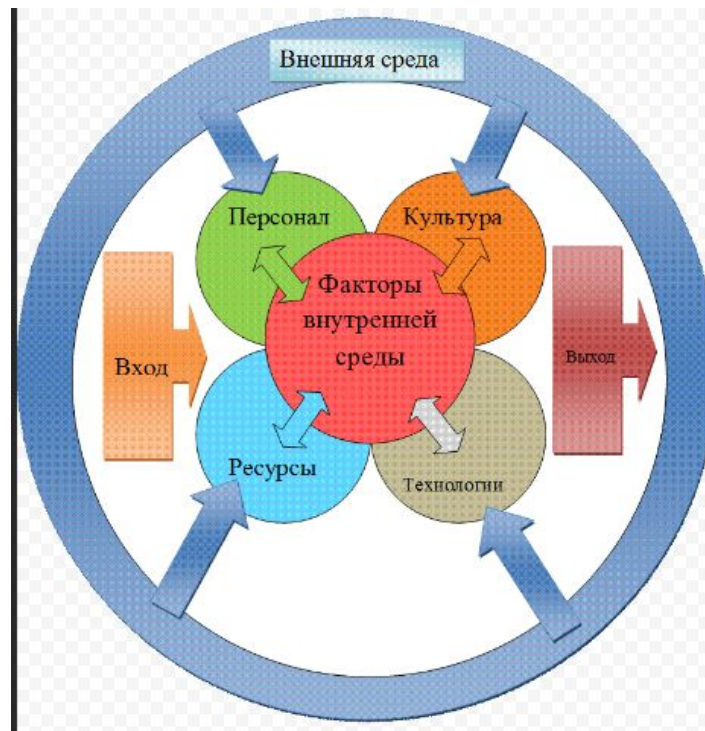 Внешняя среда
Персонал
Культура
Факторы
внутренней
среды
Вход
Выход
Ресурсы
Технологии